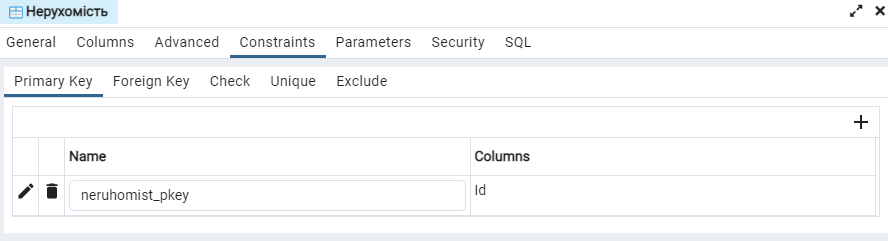 Нерухомість
General Columns Advanced Constraints Parameters Security SQL
Primary Key Foreign Key Check Unique Exclude
Name Columns
neruhomist_pkey Id